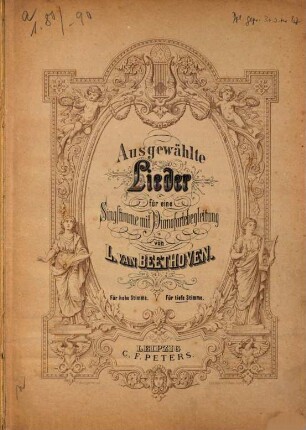 Ausgewählte
Lieder
für eine
Singstimme mit Pianofortebegleitung
von
L. VAN BEETHOVEN.
Für hohe Stimme. Für tiefe Stimme.
LEIPZIG
C. F. PETERS.